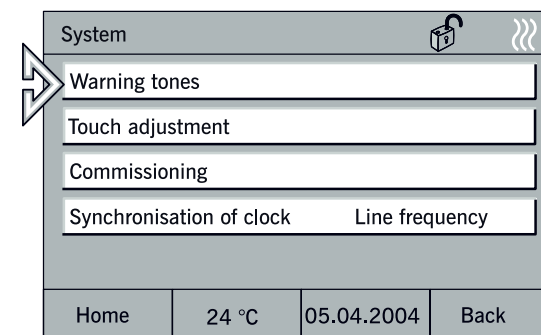 System
Warning tones
Touch adjustment
Commissioning
Synchronisation of clock Line frequency
Home 24 °C 05.04.2004 Back